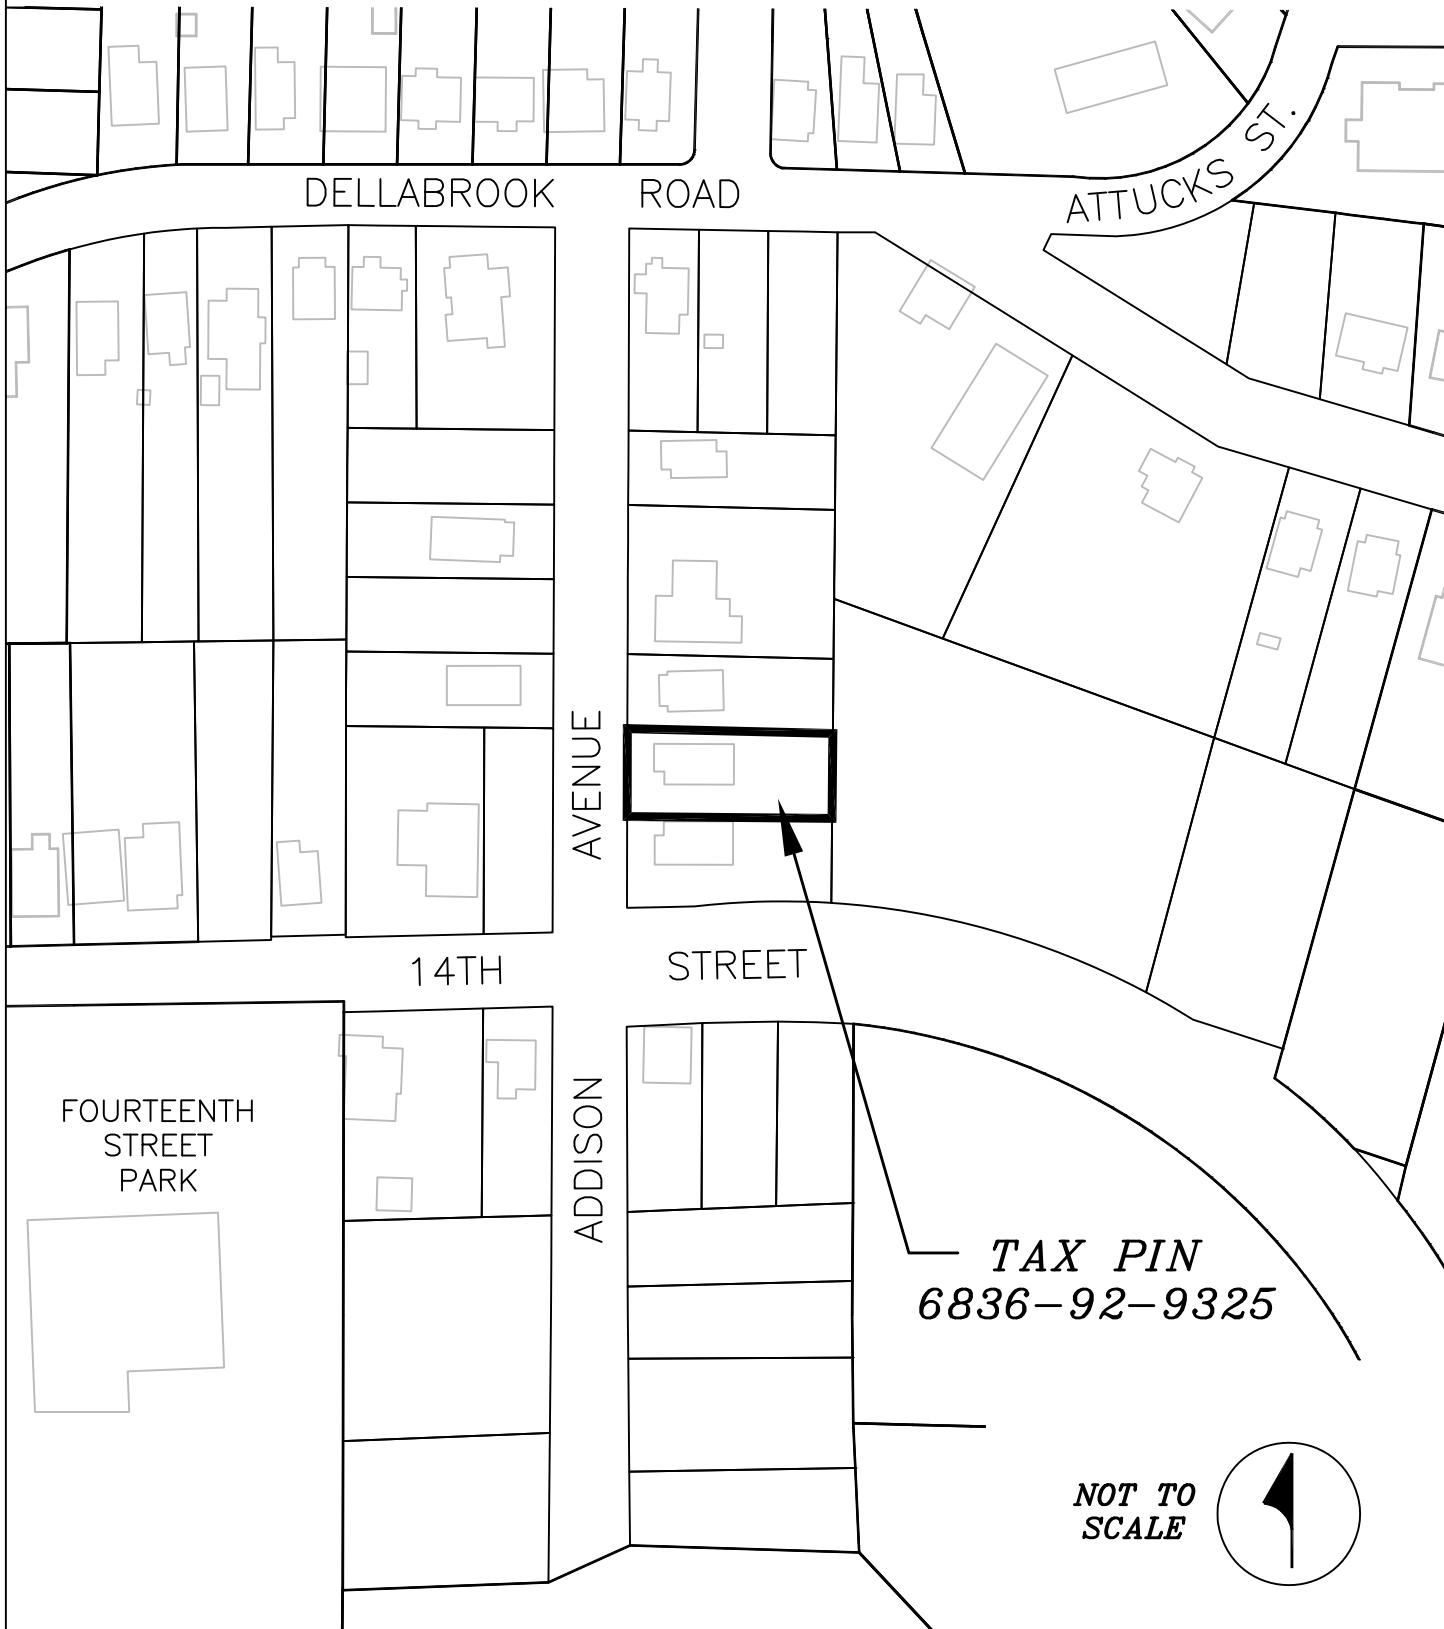 DELLABROOK ROAD
ATTUCKS ST.
AVENUE
14TH STREET
ADDISON
FOURTEENTH
STREET
PARK
TAX PIN
6836-92-9325
NOT TO
SCALE